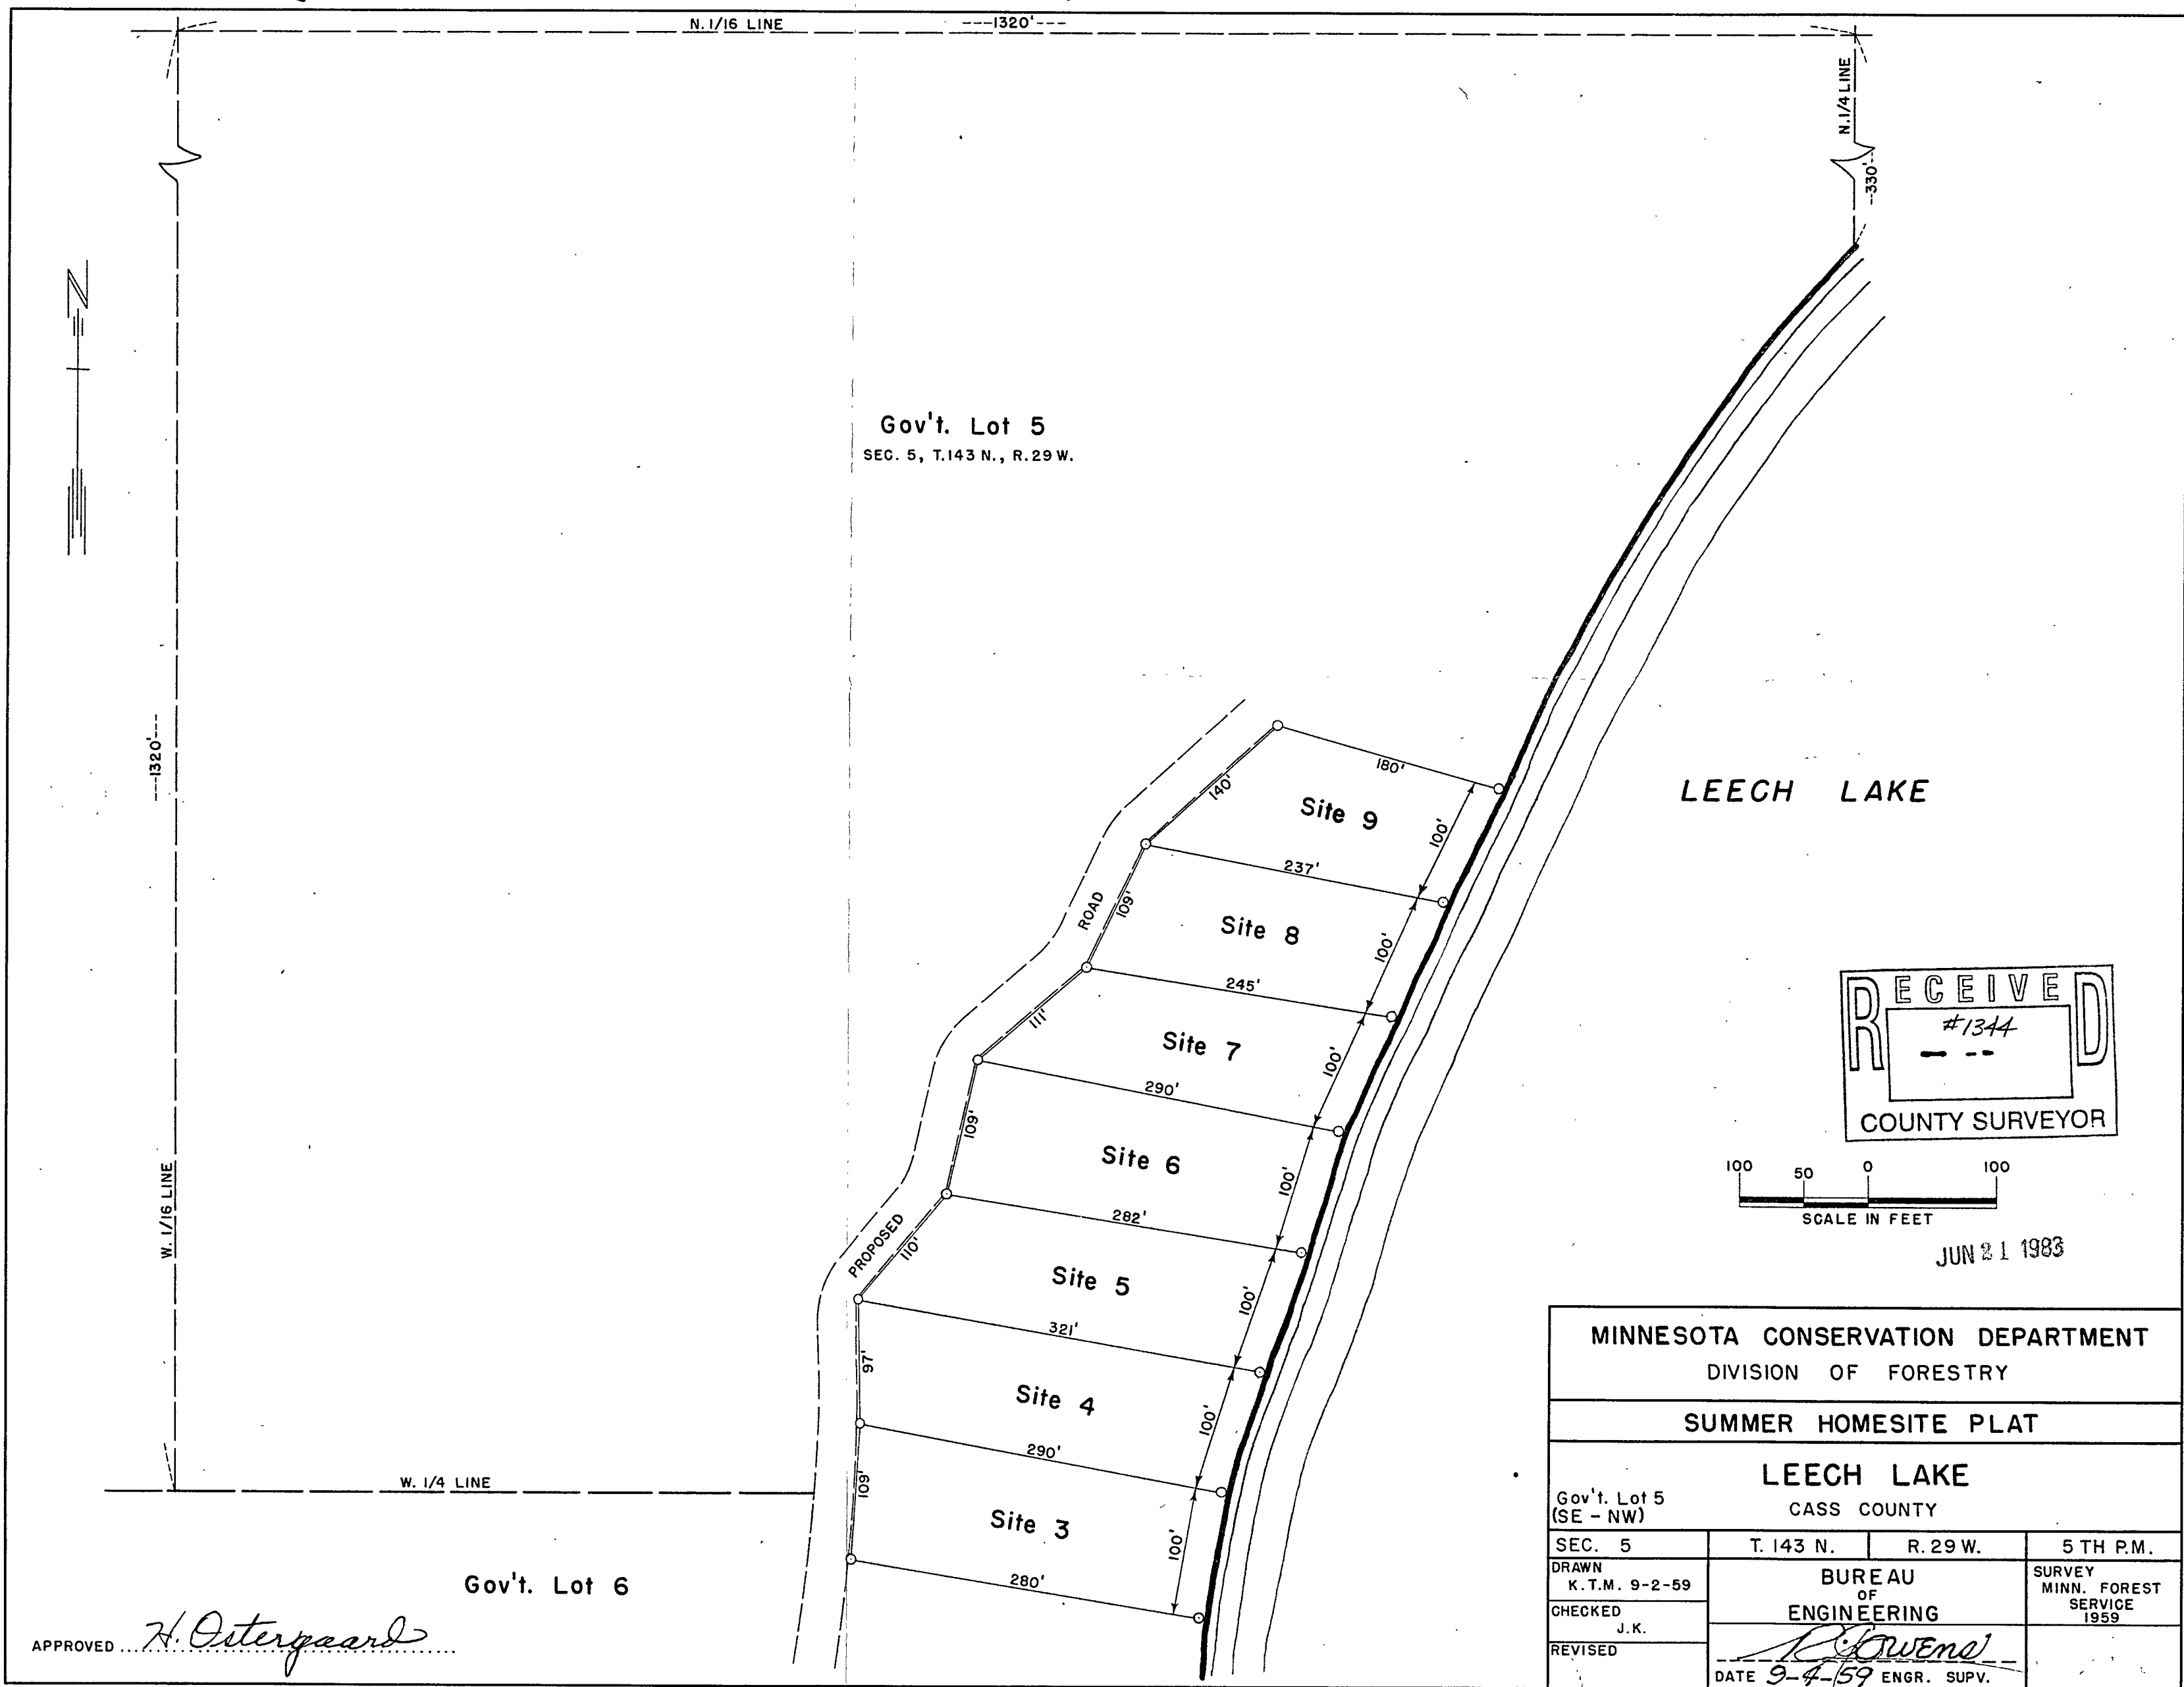 N. 1/16 LINE ---1320'---
N. 1/4 LINE
---330'---
N
Gov't. Lot 5
SEC. 5, T.143 N., R.29 W.
---1320'---
W. 1/16 LINE
W. 1/4 LINE
LEECH LAKE
180'
140'
Site 9
100'
237'
ROAD
109'
Site 8
100'
245'
111'
Site 7
100'
290'
109'
Site 6
100'
282'
PROPOSED
110'
Site 5
100'
321'
97'
Site 4
100'
290'
109'
Site 3
100'
280'
Gov't. Lot 6
APPROVED H. Ostergaard
RECEIVED
#1344
COUNTY SURVEYOR
100 50 0 100
SCALE IN FEET
JUN 21 1983
MINNESOTA CONSERVATION DEPARTMENT
DIVISION OF FORESTRY
SUMMER HOMESITE PLAT
LEECH LAKE
CASS COUNTY
Gov't. Lot 5
(SE - NW)
SEC. 5 T. 143 N. R. 29 W. 5 TH P.M.
DRAWN
K.T.M. 9-2-59
CHECKED
J.K.
REVISED
BUREAU
OF
ENGINEERING
R. Owens
DATE 9-4-59 ENGR. SUPV.
SURVEY
MINN. FOREST
SERVICE
1959